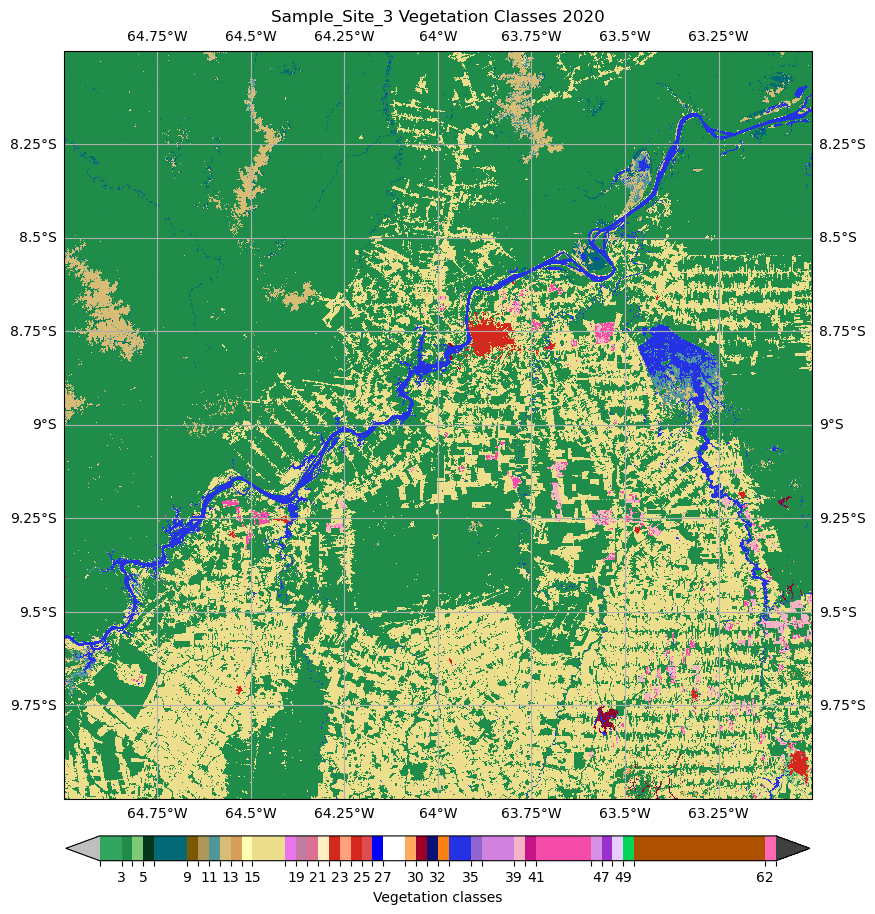 Sample_Site_3 Vegetation Classes 2020
64.75°W 64.5°W 64.25°W 64°W 63.75°W 63.5°W 63.25°W
8.25°S 8.25°S
8.5°S 8.5°S
8.75°S 8.75°S
9°S 9°S
9.25°S 9.25°S
9.5°S 9.5°S
9.75°S 9.75°S
64.75°W 64.5°W 64.25°W 64°W 63.75°W 63.5°W 63.25°W
3 5 9 11 13 15 19 21 23 25 27 30 32 35 39 41 47 49 62
Vegetation classes